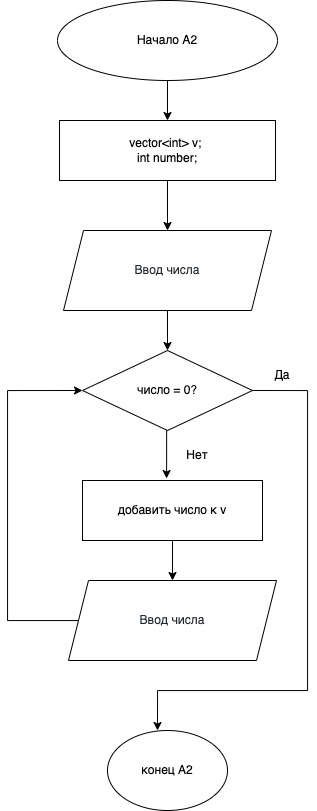 Начало A2
vector<int> v;
int number;
Ввод числа
число = 0?
Да
Нет
добавить число к v
Ввод числа
конец A2